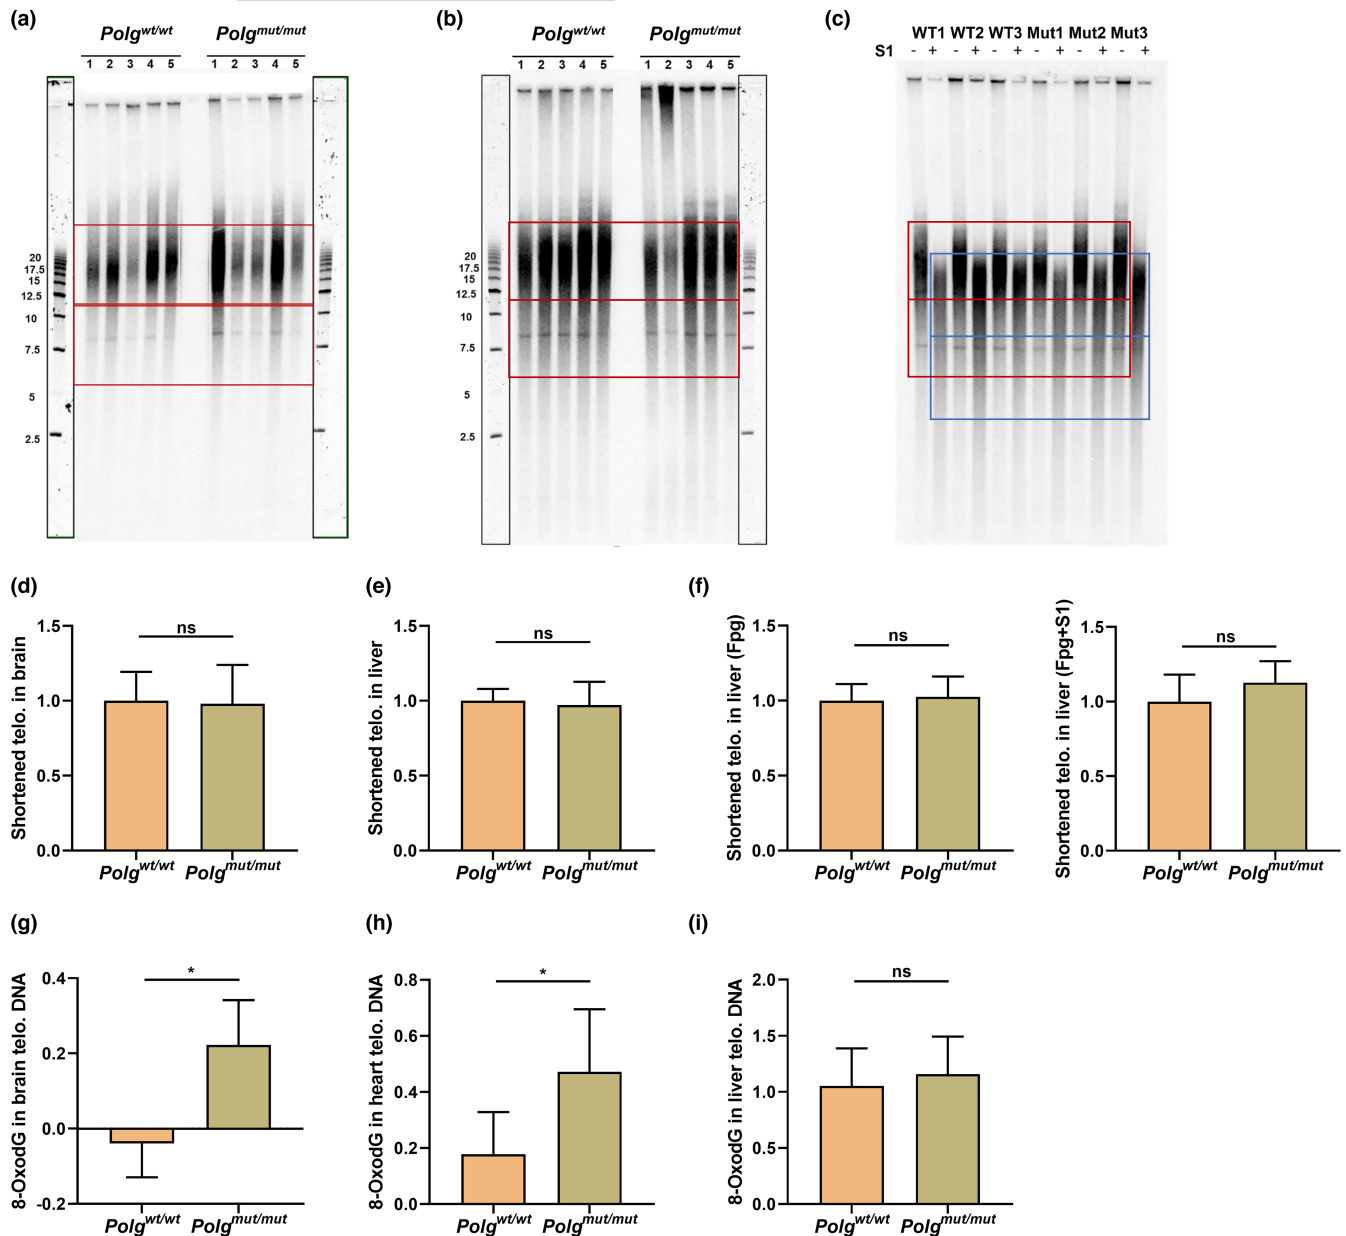 (a)
Polg^wt/wt Polg^mut/mut
1 2 3 4 5 1 2 3 4 5
20
17.5
15
12.5
10
7.5
5
2.5
(b)
Polg^wt/wt Polg^mut/mut
1 2 3 4 5 1 2 3 4 5
20
17.5
15
12.5
10
7.5
5
2.5
(c)
WT1 WT2 WT3 Mut1 Mut2 Mut3
S1 - + - + - + - + - + - +
(d)
Shortened telo. in brain
1.5
1.0
0.5
0.0
ns
Polg^wt/wt Polg^mut/mut
(e)
Shortened telo. in liver
1.5
1.0
0.5
0.0
ns
Polg^wt/wt Polg^mut/mut
(f)
Shortened telo. in liver (Fpg)
1.5
1.0
0.5
0.0
ns
Polg^wt/wt Polg^mut/mut
Shortened telo. in liver (Fpg+S1)
1.5
1.0
0.5
0.0
ns
Polg^wt/wt Polg^mut/mut
(g)
8-OxodG in brain telo. DNA
0.4
0.2
0.0
-0.2
*
Polg^wt/wt Polg^mut/mut
(h)
8-OxodG in heart telo. DNA
0.8
0.6
0.4
0.2
0.0
*
Polg^wt/wt Polg^mut/mut
(i)
8-OxodG in liver telo. DNA
2.0
1.5
1.0
0.5
0.0
ns
Polg^wt/wt Polg^mut/mut